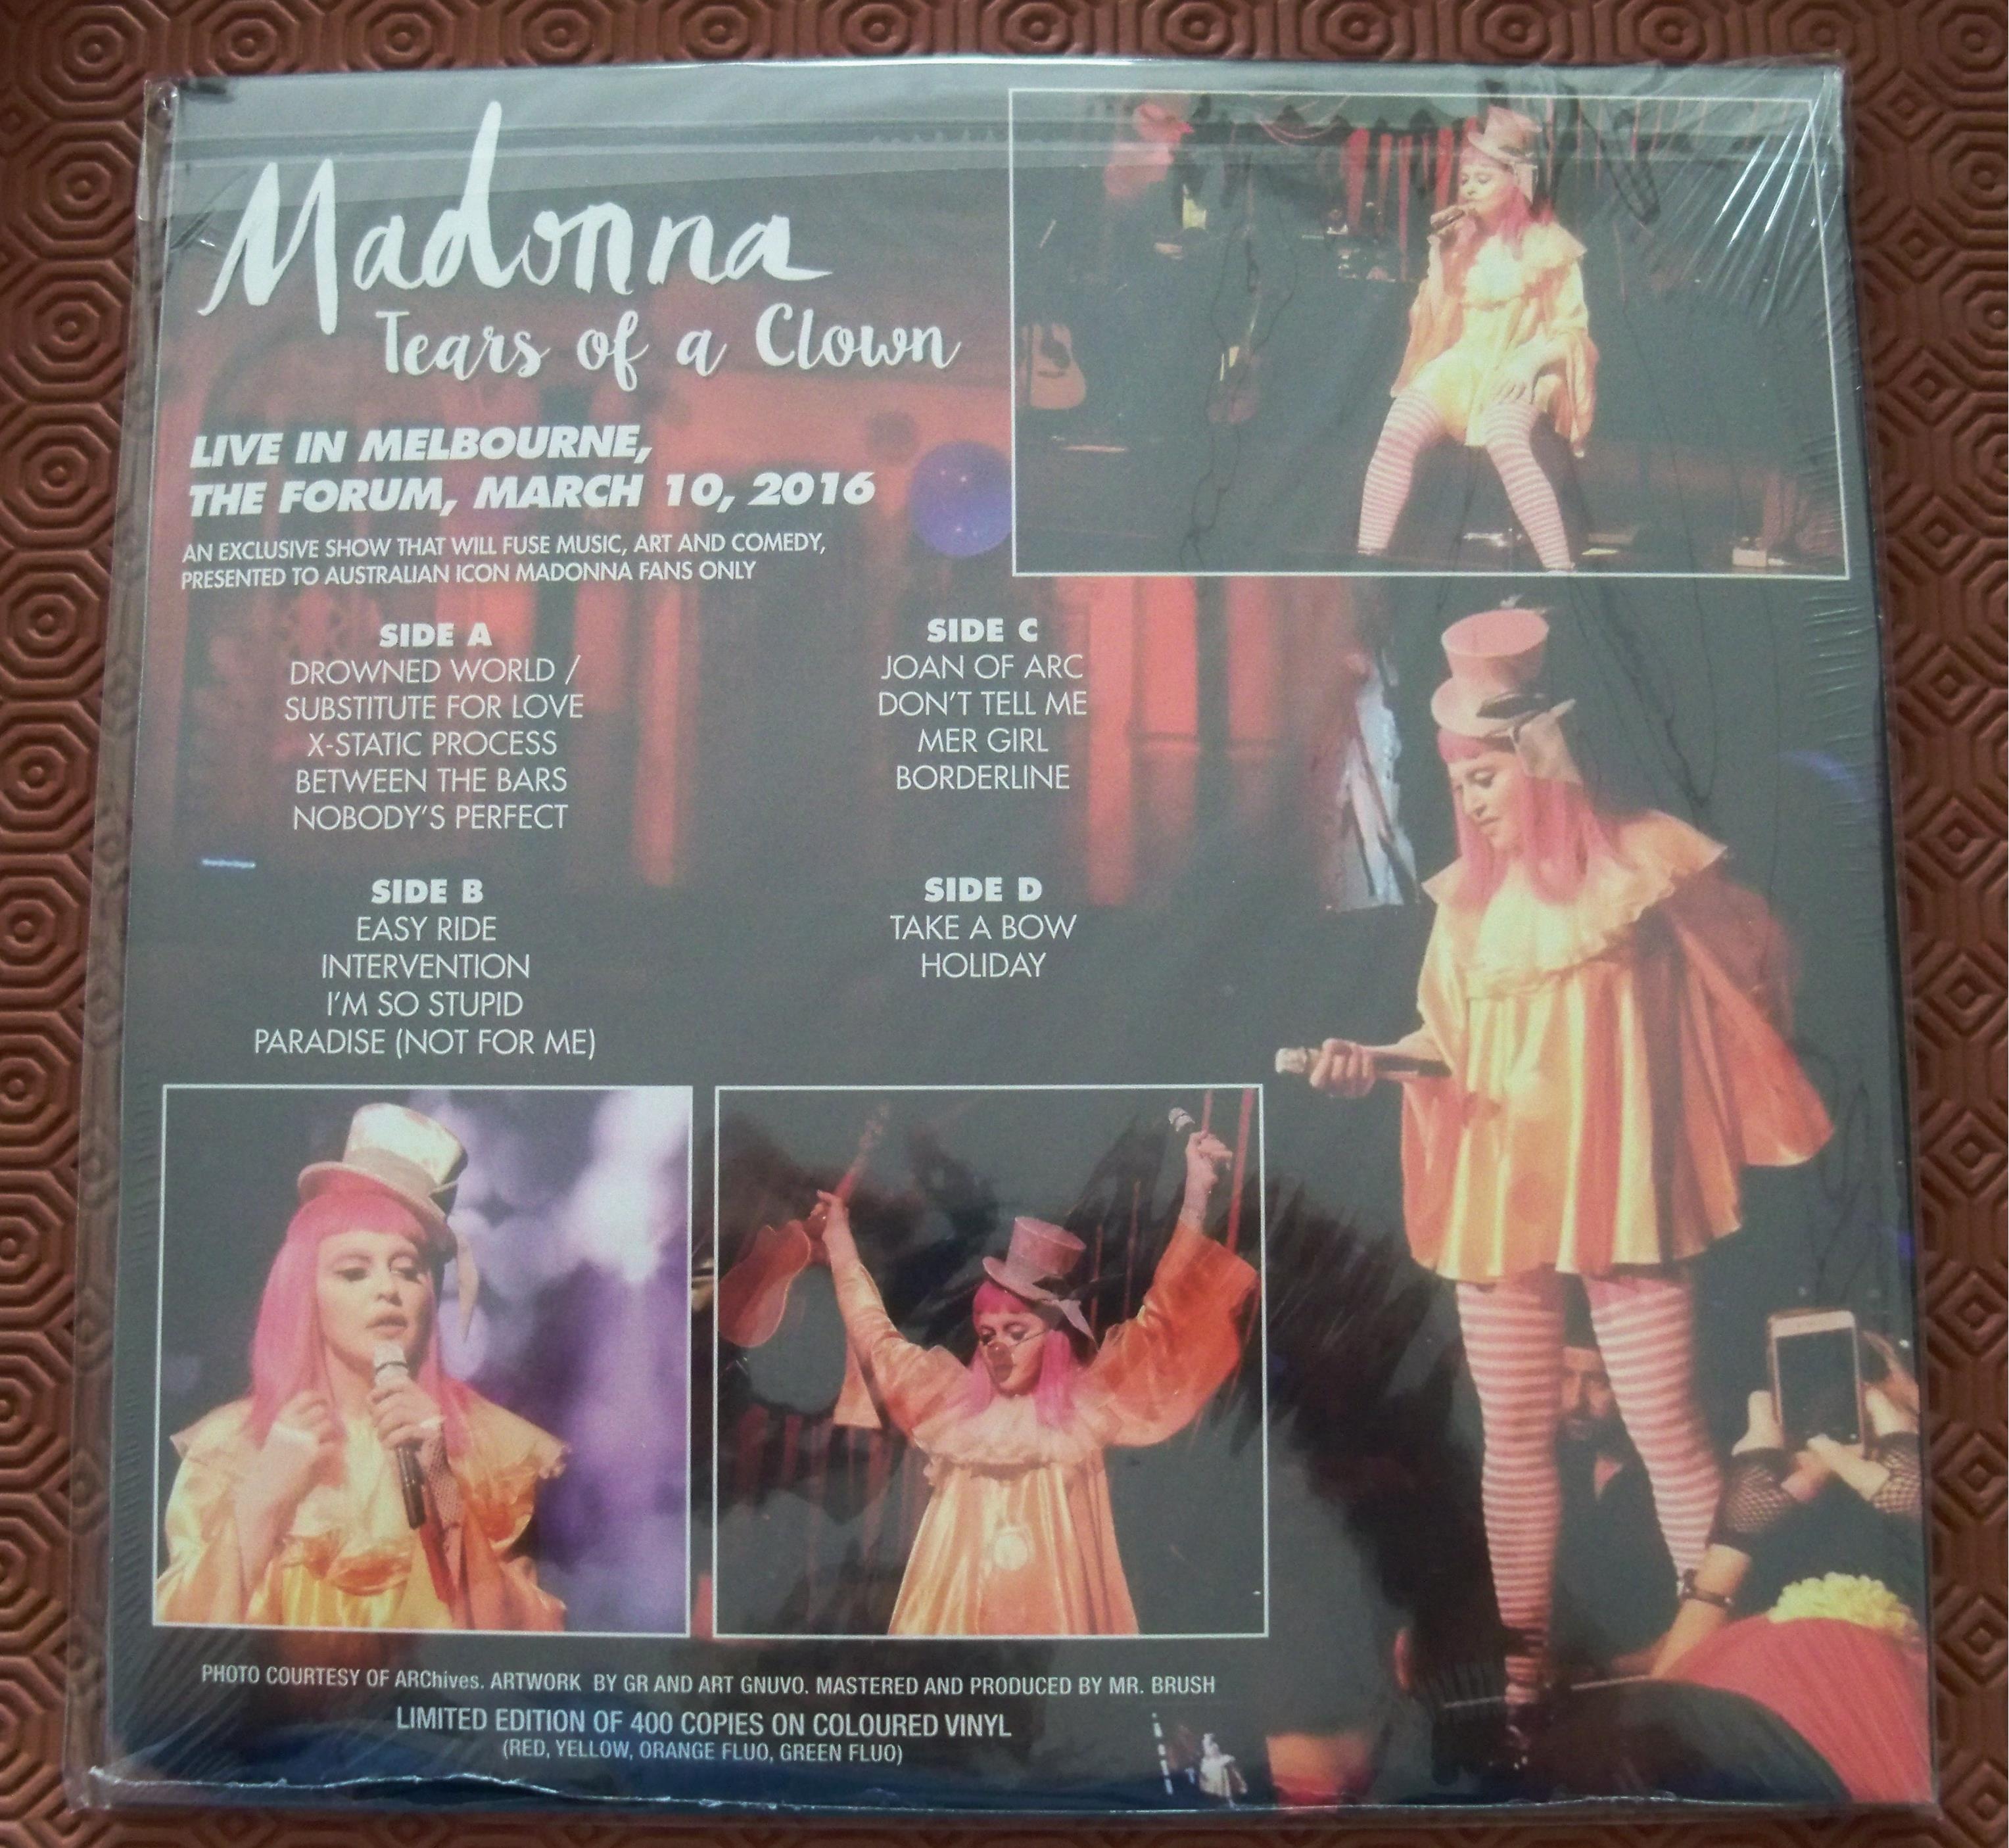 Madonna
Tears of a Clown
LIVE IN MELBOURNE,
THE FORUM, MARCH 10, 2016
AN EXCLUSIVE SHOW THAT WILL FUSE MUSIC, ART AND COMEDY,
PRESENTED TO AUSTRALIAN ICON MADONNA FANS ONLY
SIDE A
DROWNED WORLD /
SUBSTITUTE FOR LOVE
X-STATIC PROCESS
BETWEEN THE BARS
NOBODY'S PERFECT
SIDE B
EASY RIDE
INTERVENTION
I'M SO STUPID
PARADISE (NOT FOR ME)
SIDE C
JOAN OF ARC
DON'T TELL ME
MER GIRL
BORDERLINE
SIDE D
TAKE A BOW
HOLIDAY
PHOTO COURTESY OF ARChives. ARTWORK BY GR AND ART GNUVO. MASTERED AND PRODUCED BY MR. BRUSH
LIMITED EDITION OF 400 COPIES ON COLOURED VINYL
(RED, YELLOW, ORANGE FLUO, GREEN FLUO)